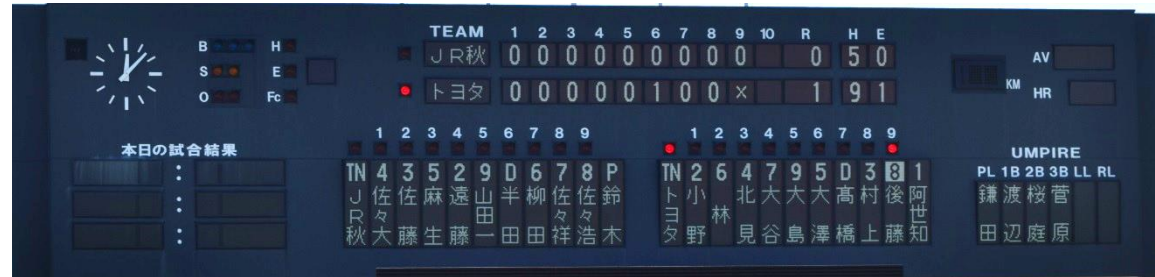 TEAM 1 2 3 4 5 6 7 8 9 10 R H E
JR秋 0 0 0 0 0 0 0 0 0 0 5 0
トヨタ 0 0 0 0 0 1 0 0 × 1 9 1
B
S
O
H
E
Fc
KM
AV
HR
本日の試合結果
:
:
:
1 2 3 4 5 6 7 8 9
TN 4 3 5 2 9 D 6 7 8 P
JR秋
佐々大
佐藤
麻生
遠藤
山田一
半田
柳田
佐々祥
佐々浩
鈴木
1 2 3 4 5 6 7 8 9
TN 2 6 4 7 9 5 D 3 8 1
トヨタ
小野
林
北見
大谷
大島
大澤
髙橋
村上
後藤
阿世知
UMPIRE
PL 1B 2B 3B LL RL
鎌田
渡辺
桜庭
菅原